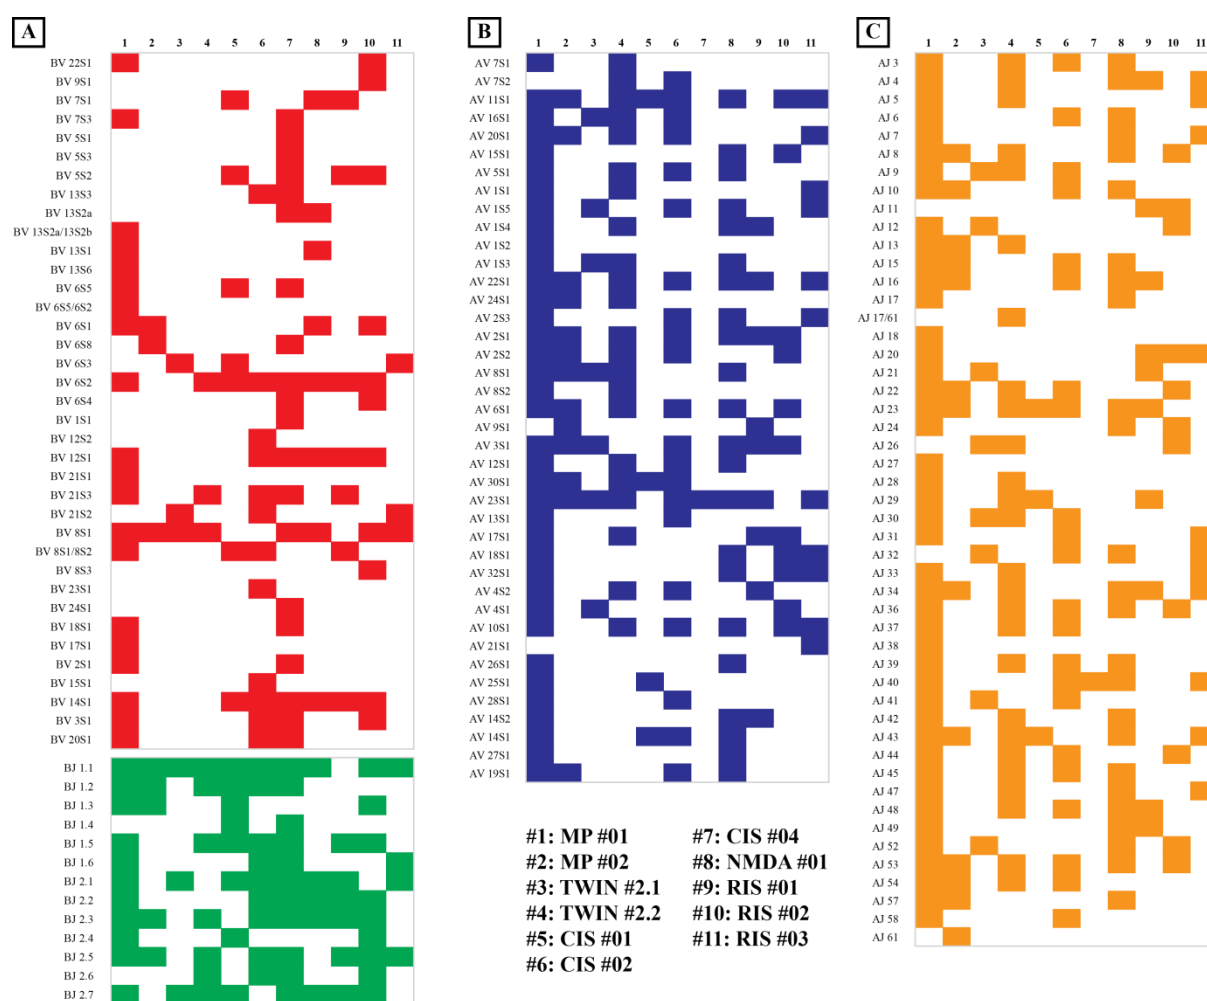 A
1 2 3 4 5 6 7 8 9 10 11
BV 22S1
BV 9S1
BV 7S1
BV 7S3
BV 5S1
BV 5S3
BV 5S2
BV 13S3
BV 13S2a
BV 13S2a/13S2b
BV 13S1
BV 13S6
BV 6S5
BV 6S5/6S2
BV 6S1
BV 6S8
BV 6S3
BV 6S2
BV 6S4
BV 1S1
BV 12S2
BV 12S1
BV 21S1
BV 21S3
BV 21S2
BV 8S1
BV 8S1/8S2
BV 8S3
BV 23S1
BV 24S1
BV 18S1
BV 17S1
BV 2S1
BV 15S1
BV 14S1
BV 3S1
BV 20S1
BJ 1.1
BJ 1.2
BJ 1.3
BJ 1.4
BJ 1.5
BJ 1.6
BJ 2.1
BJ 2.2
BJ 2.3
BJ 2.4
BJ 2.5
BJ 2.6
BJ 2.7
B
1 2 3 4 5 6 7 8 9 10 11
AV 7S1
AV 7S2
AV 11S1
AV 16S1
AV 20S1
AV 15S1
AV 5S1
AV 1S1
AV 1S5
AV 1S4
AV 1S2
AV 1S3
AV 22S1
AV 24S1
AV 2S3
AV 2S1
AV 2S2
AV 8S1
AV 8S2
AV 6S1
AV 9S1
AV 3S1
AV 12S1
AV 30S1
AV 23S1
AV 13S1
AV 17S1
AV 18S1
AV 32S1
AV 4S2
AV 4S1
AV 10S1
AV 21S1
AV 26S1
AV 25S1
AV 28S1
AV 14S2
AV 14S1
AV 27S1
AV 19S1
#1: MP #01
#2: MP #02
#3: TWIN #2.1
#4: TWIN #2.2
#5: CIS #01
#6: CIS #02
#7: CIS #04
#8: NMDA #01
#9: RIS #01
#10: RIS #02
#11: RIS #03
C
1 2 3 4 5 6 7 8 9 10 11
AJ 3
AJ 4
AJ 5
AJ 6
AJ 7
AJ 8
AJ 9
AJ 10
AJ 11
AJ 12
AJ 13
AJ 15
AJ 16
AJ 17
AJ 17/61
AJ 18
AJ 20
AJ 21
AJ 22
AJ 23
AJ 24
AJ 26
AJ 27
AJ 28
AJ 29
AJ 30
AJ 31
AJ 32
AJ 33
AJ 34
AJ 36
AJ 37
AJ 38
AJ 39
AJ 40
AJ 41
AJ 42
AJ 43
AJ 44
AJ 45
AJ 47
AJ 48
AJ 49
AJ 52
AJ 53
AJ 54
AJ 57
AJ 58
AJ 61